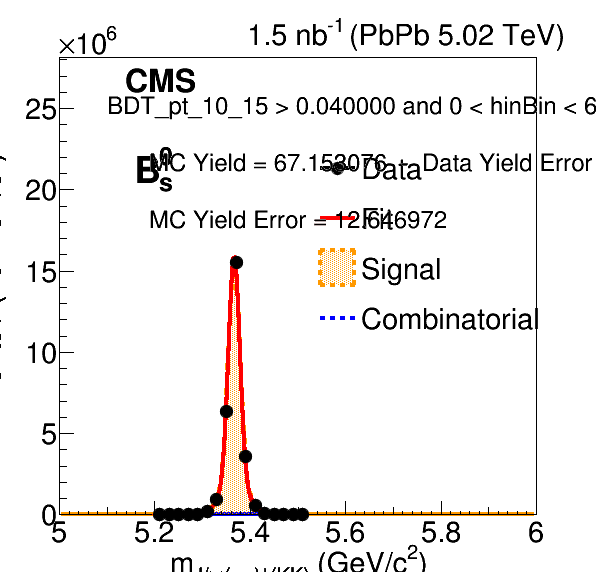 ×10⁶
1.5 nb⁻¹ (PbPb 5.02 TeV)
CMS
BDT_pt_10_15 > 0.040000 and 0 < hinBin < 6
B⁰s
MC Yield = 67.152076 Data Yield Error
Data
MC Yield Error = 12.646972
Fit
Signal
Combinatorial
25
20
15
10
5
0
5 5.2 5.4 5.6 5.8 6
(GeV/c²)